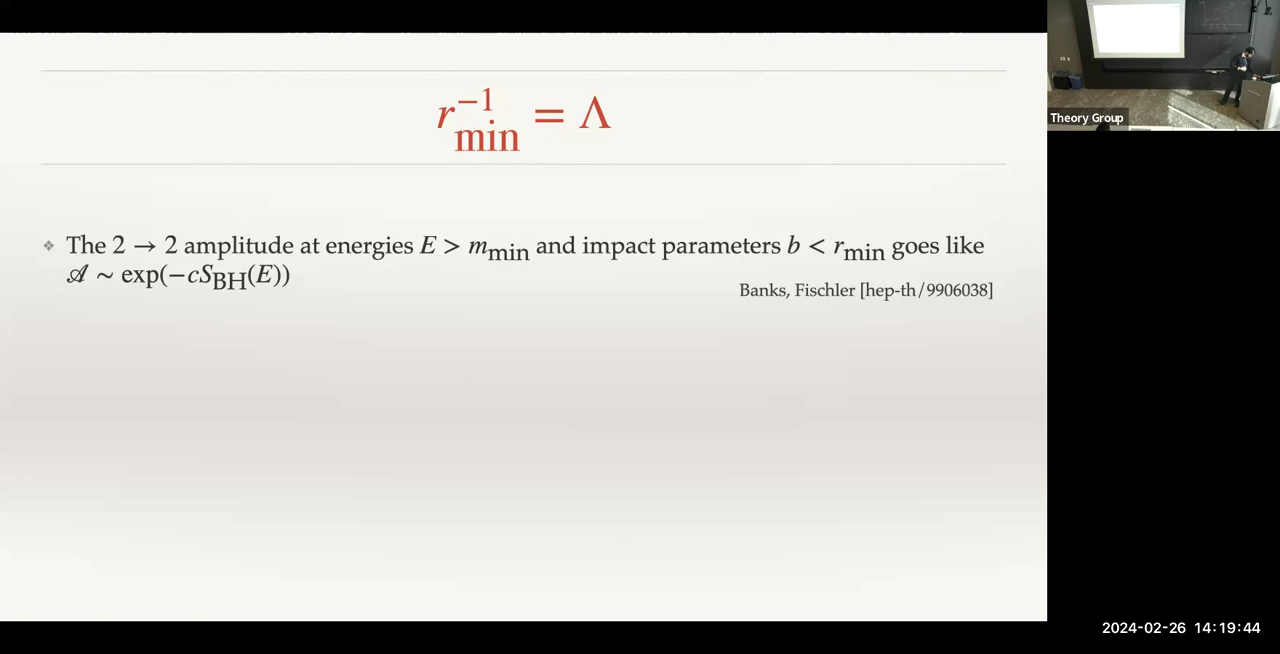 r_min^{-1} = Λ
❖ The 2 → 2 amplitude at energies E > m_min and impact parameters b < r_min goes like
𝒜 ~ exp(−cS_BH(E))
Banks, Fischler [hep-th/9906038]
Theory Group
2024-02-26 14:19:44